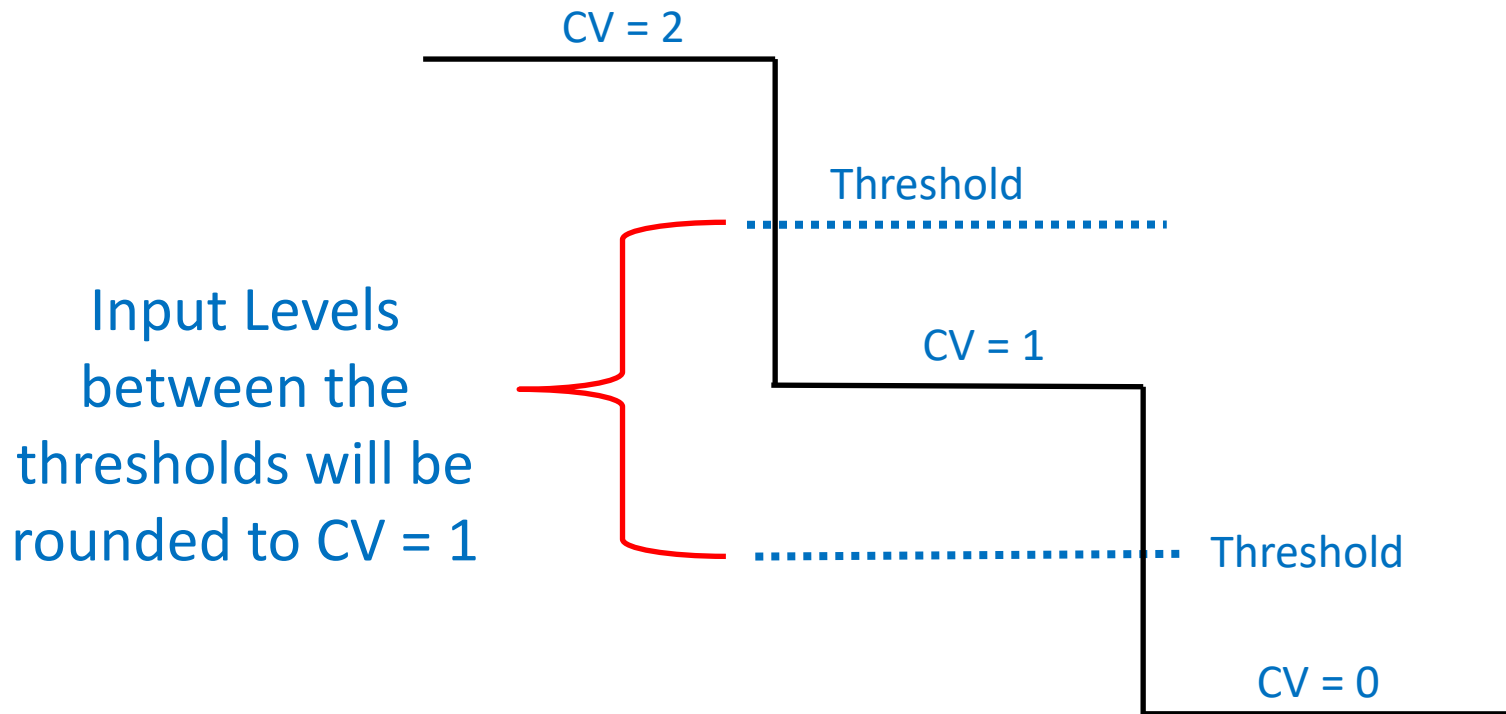 CV = 2
Threshold
Input Levels
between the
thresholds will be
rounded to CV = 1
CV = 1
Threshold
CV = 0